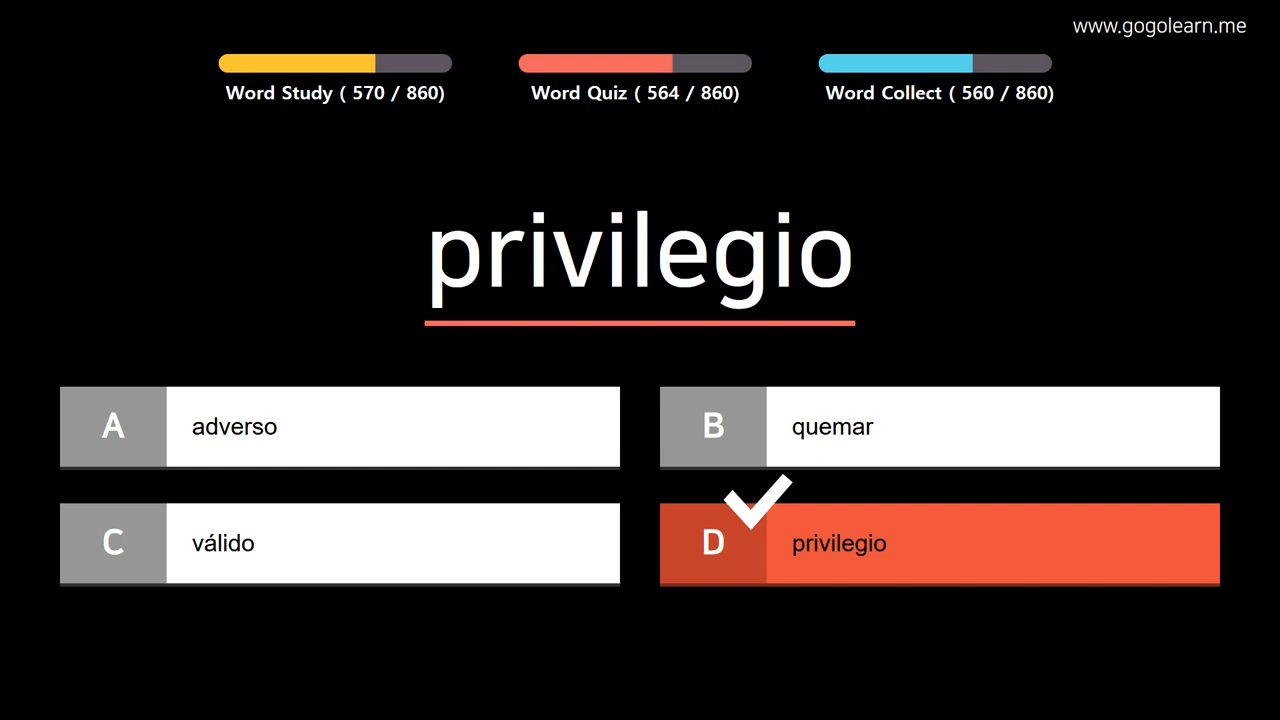 www.gogolearn.me
Word Study ( 570 / 860)
Word Quiz ( 564 / 860)
Word Collect ( 560 / 860)
privilegio
A adverso
B quemar
C válido
D privilegio